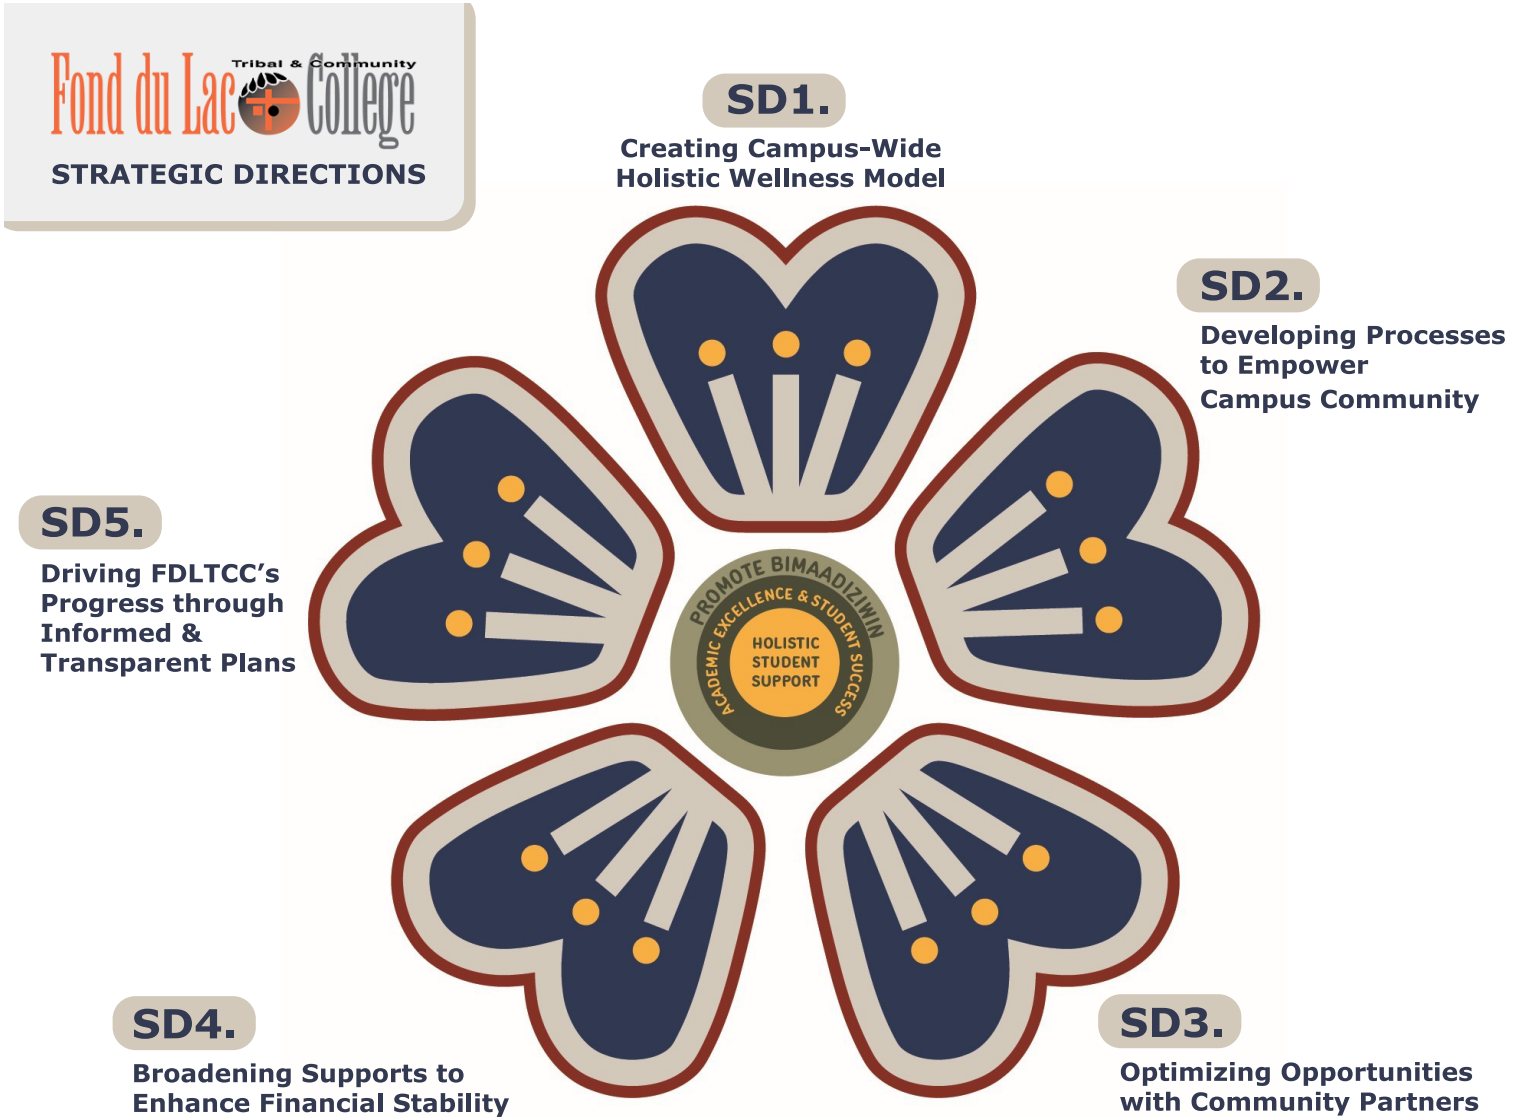 Tribal & Community
Fond du Lac College
STRATEGIC DIRECTIONS
SD1.
Creating Campus-Wide
Holistic Wellness Model
SD2.
Developing Processes
to Empower
Campus Community
SD5.
Driving FDLTCC’s
Progress through
Informed &
Transparent Plans
PROMOTE BIMAADIZIWIN
ACADEMIC EXCELLENCE & STUDENT SUCCESS
HOLISTIC
STUDENT
SUPPORT
SD4.
Broadening Supports to
Enhance Financial Stability
SD3.
Optimizing Opportunities
with Community Partners